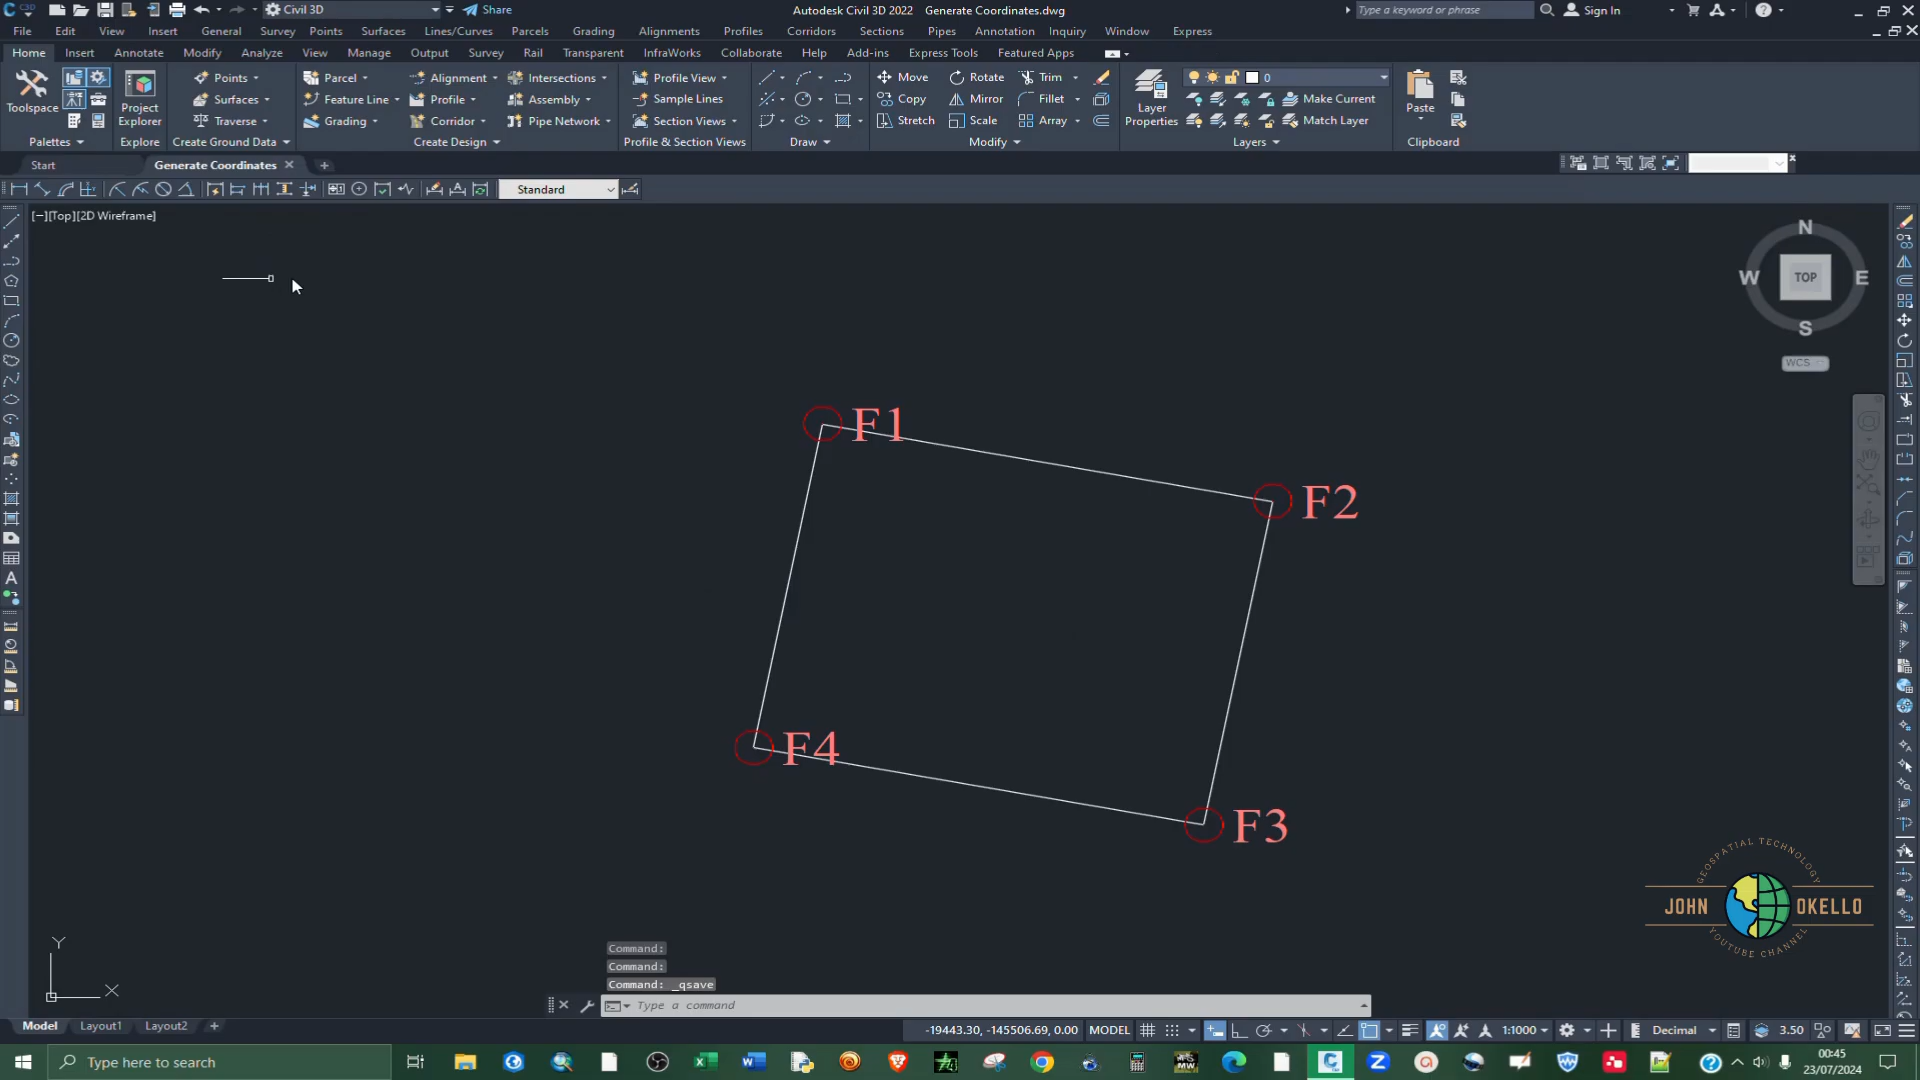 C3D Civil 3D Share Autodesk Civil 3D 2022 Generate Coordinates.dwg Type a keyword or phrase Sign In
File Edit View Insert General Survey Points Surfaces Lines/Curves Parcels Grading Alignments Profiles Corridors Sections Pipes Annotation Inquiry Window Express
Home Insert Annotate Modify Analyze View Manage Output Survey Rail Transparent InfraWorks Collaborate Help Add-ins Express Tools Featured Apps
Points Parcel Alignment Intersections Profile View Move Rotate Trim 0
Toolspace Project Explorer Surfaces Feature Line Profile Assembly Sample Lines Copy Mirror Fillet Layer Properties Make Current Paste
Traverse Grading Corridor Pipe Network Section Views Stretch Scale Array Match Layer
Palettes Explore Create Ground Data Create Design Profile & Section Views Draw Modify Layers Clipboard
Start Generate Coordinates
Standard
[−][Top][2D Wireframe]
N
W TOP E
S
WCS
F1
F2
F4
F3
GEOSPATIAL TECHNOLOGY
JOHN OKELLO
YOUTUBE CHANNEL
Y
X
Command:
Command:
Command: _qsave
Type a command
Model Layout1 Layout2 -19443.30, -145506.69, 0.00 MODEL 1:1000 Decimal 3.50
Type here to search 00:45
23/07/2024